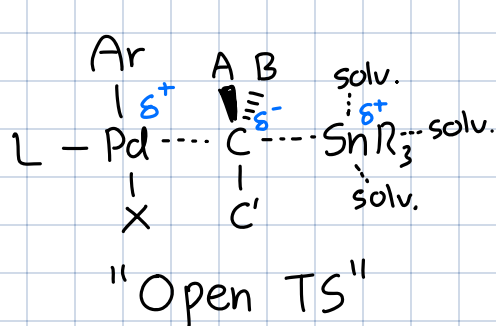 Ar A B solv.
δ+ δ- δ+
L – Pd ····· C ····· SnR₃ ··· solv.
solv.
X C'
"Open TS"